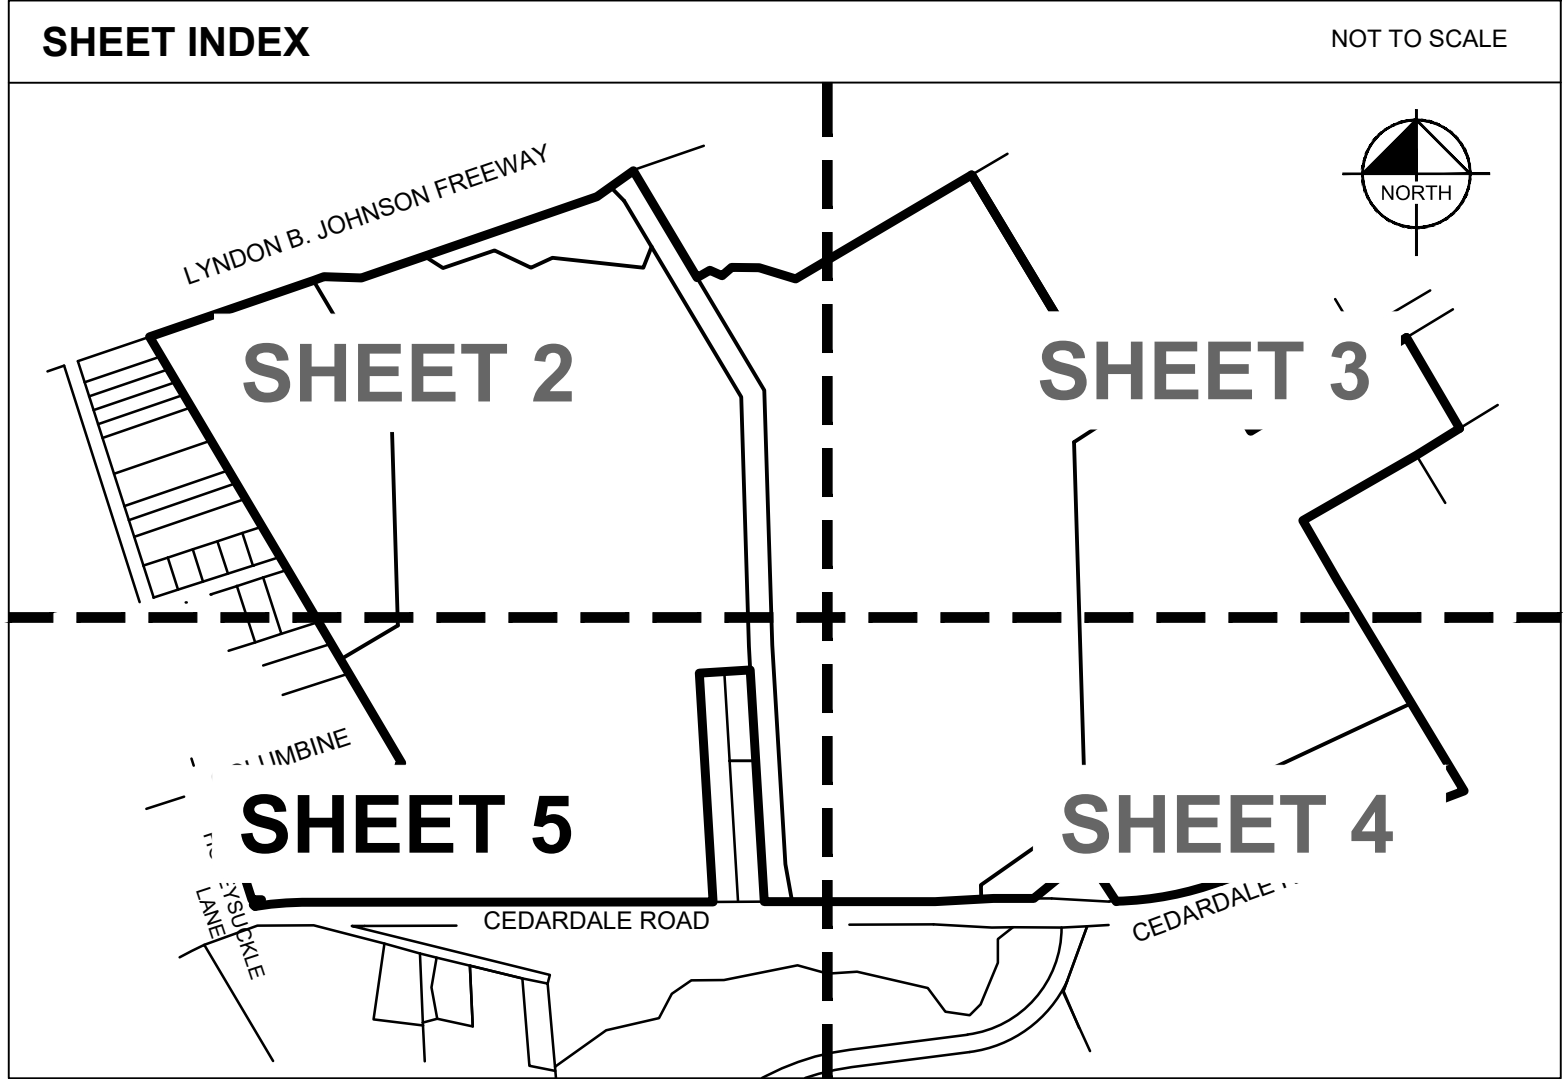 SHEET INDEX
NOT TO SCALE
LYNDON B. JOHNSON FREEWAY
NORTH
SHEET 2
SHEET 3
SHEET 5
SHEET 4
LANE
CEDARDALE ROAD
CEDARDALE